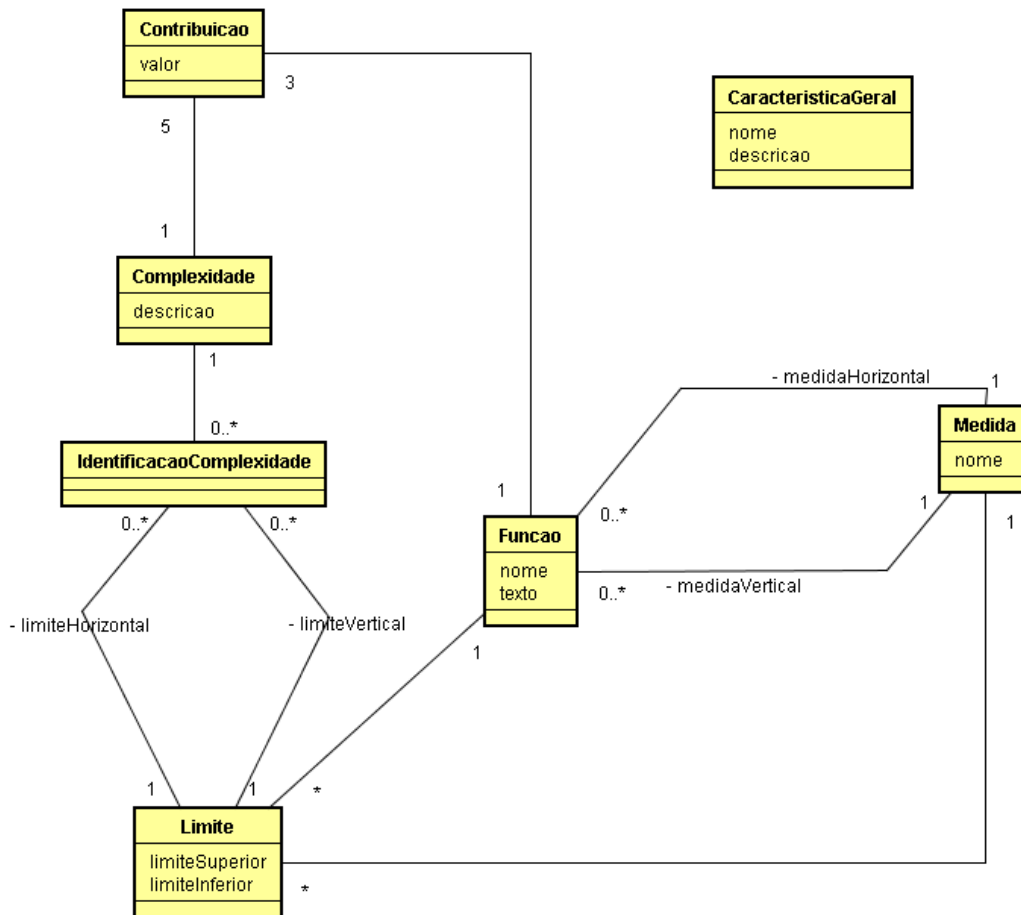 Contribuicao
valor
3
5
CaracteristicaGeral
nome
descricao
1
Complexidade
descricao
1
0..*
IdentificacaoComplexidade
0..*
0..*
- medidaHorizontal
1
Medida
nome
1
0..*
1
1
Funcao
nome
texto
0..*
- medidaVertical
- limiteHorizontal
- limiteVertical
1
1
1
*
Limite
limiteSuperior
limiteInferior
*